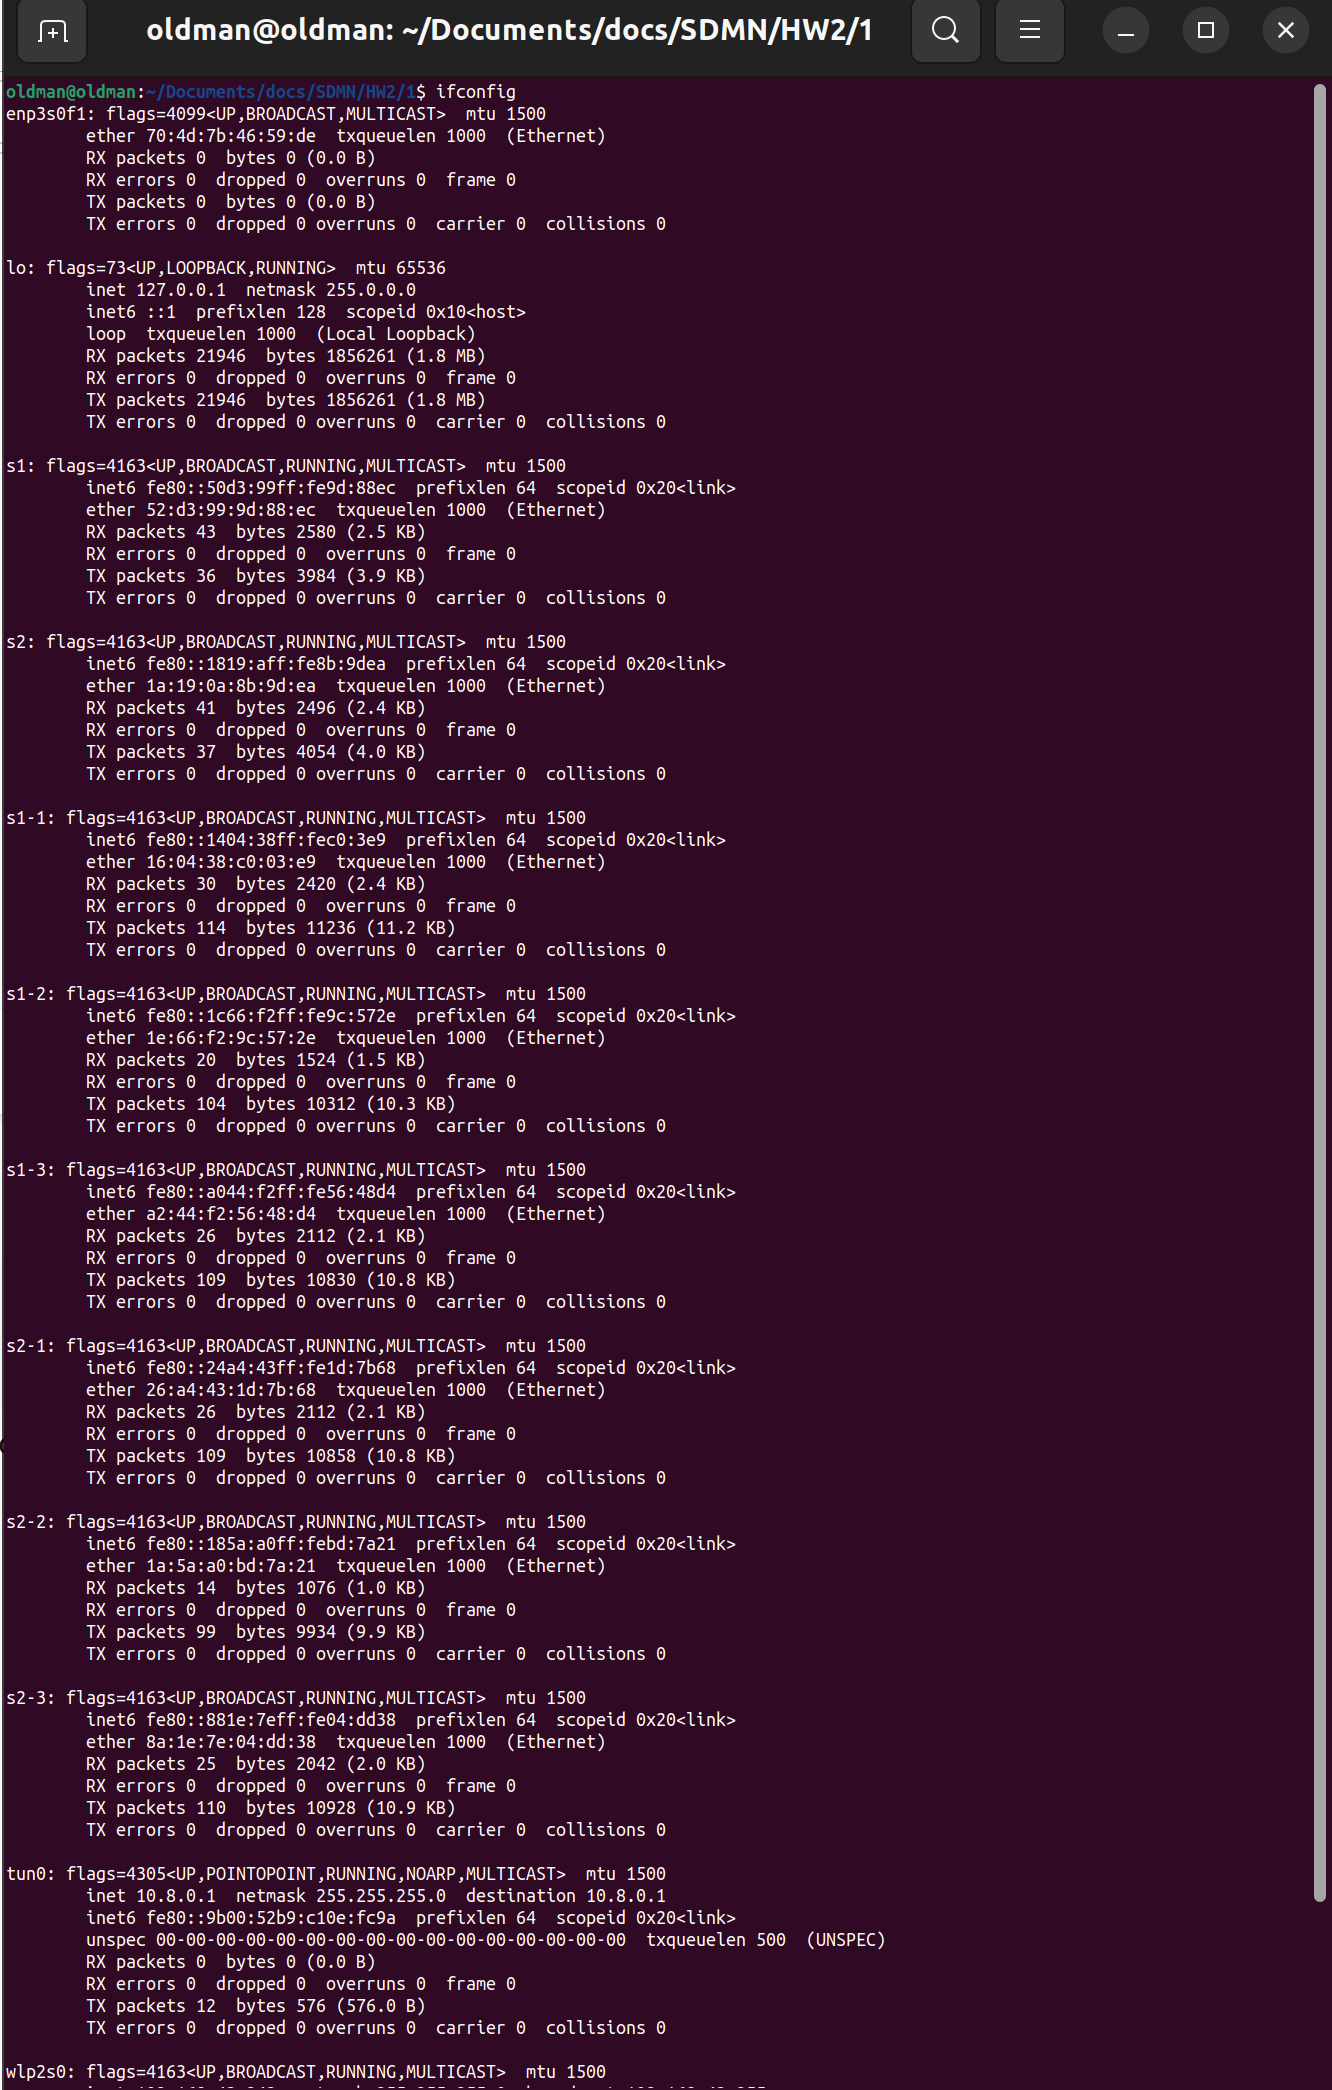 oldman@oldman: ~/Documents/docs/SDMN/HW2/1
oldman@oldman:~/Documents/docs/SDMN/HW2/1$ ifconfig
enp3s0f1: flags=4099<UP,BROADCAST,MULTICAST>  mtu 1500
        ether 70:4d:7b:46:59:de  txqueuelen 1000  (Ethernet)
        RX packets 0  bytes 0 (0.0 B)
        RX errors 0  dropped 0  overruns 0  frame 0
        TX packets 0  bytes 0 (0.0 B)
        TX errors 0  dropped 0 overruns 0  carrier 0  collisions 0

lo: flags=73<UP,LOOPBACK,RUNNING>  mtu 65536
        inet 127.0.0.1  netmask 255.0.0.0
        inet6 ::1  prefixlen 128  scopeid 0x10<host>
        loop  txqueuelen 1000  (Local Loopback)
        RX packets 21946  bytes 1856261 (1.8 MB)
        RX errors 0  dropped 0  overruns 0  frame 0
        TX packets 21946  bytes 1856261 (1.8 MB)
        TX errors 0  dropped 0 overruns 0  carrier 0  collisions 0

s1: flags=4163<UP,BROADCAST,RUNNING,MULTICAST>  mtu 1500
        inet6 fe80::50d3:99ff:fe9d:88ec  prefixlen 64  scopeid 0x20<link>
        ether 52:d3:99:9d:88:ec  txqueuelen 1000  (Ethernet)
        RX packets 43  bytes 2580 (2.5 KB)
        RX errors 0  dropped 0  overruns 0  frame 0
        TX packets 36  bytes 3984 (3.9 KB)
        TX errors 0  dropped 0 overruns 0  carrier 0  collisions 0

s2: flags=4163<UP,BROADCAST,RUNNING,MULTICAST>  mtu 1500
        inet6 fe80::1819:aff:fe8b:9dea  prefixlen 64  scopeid 0x20<link>
        ether 1a:19:0a:8b:9d:ea  txqueuelen 1000  (Ethernet)
        RX packets 41  bytes 2496 (2.4 KB)
        RX errors 0  dropped 0  overruns 0  frame 0
        TX packets 37  bytes 4054 (4.0 KB)
        TX errors 0  dropped 0 overruns 0  carrier 0  collisions 0

s1-1: flags=4163<UP,BROADCAST,RUNNING,MULTICAST>  mtu 1500
        inet6 fe80::1404:38ff:fec0:3e9  prefixlen 64  scopeid 0x20<link>
        ether 16:04:38:c0:03:e9  txqueuelen 1000  (Ethernet)
        RX packets 30  bytes 2420 (2.4 KB)
        RX errors 0  dropped 0  overruns 0  frame 0
        TX packets 114  bytes 11236 (11.2 KB)
        TX errors 0  dropped 0 overruns 0  carrier 0  collisions 0

s1-2: flags=4163<UP,BROADCAST,RUNNING,MULTICAST>  mtu 1500
        inet6 fe80::1c66:f2ff:fe9c:572e  prefixlen 64  scopeid 0x20<link>
        ether 1e:66:f2:9c:57:2e  txqueuelen 1000  (Ethernet)
        RX packets 20  bytes 1524 (1.5 KB)
        RX errors 0  dropped 0  overruns 0  frame 0
        TX packets 104  bytes 10312 (10.3 KB)
        TX errors 0  dropped 0 overruns 0  carrier 0  collisions 0

s1-3: flags=4163<UP,BROADCAST,RUNNING,MULTICAST>  mtu 1500
        inet6 fe80::a044:f2ff:fe56:48d4  prefixlen 64  scopeid 0x20<link>
        ether a2:44:f2:56:48:d4  txqueuelen 1000  (Ethernet)
        RX packets 26  bytes 2112 (2.1 KB)
        RX errors 0  dropped 0  overruns 0  frame 0
        TX packets 109  bytes 10830 (10.8 KB)
        TX errors 0  dropped 0 overruns 0  carrier 0  collisions 0

s2-1: flags=4163<UP,BROADCAST,RUNNING,MULTICAST>  mtu 1500
        inet6 fe80::24a4:43ff:fe1d:7b68  prefixlen 64  scopeid 0x20<link>
        ether 26:a4:43:1d:7b:68  txqueuelen 1000  (Ethernet)
        RX packets 26  bytes 2112 (2.1 KB)
        RX errors 0  dropped 0  overruns 0  frame 0
        TX packets 109  bytes 10858 (10.8 KB)
        TX errors 0  dropped 0 overruns 0  carrier 0  collisions 0

s2-2: flags=4163<UP,BROADCAST,RUNNING,MULTICAST>  mtu 1500
        inet6 fe80::185a:a0ff:febd:7a21  prefixlen 64  scopeid 0x20<link>
        ether 1a:5a:a0:bd:7a:21  txqueuelen 1000  (Ethernet)
        RX packets 14  bytes 1076 (1.0 KB)
        RX errors 0  dropped 0  overruns 0  frame 0
        TX packets 99  bytes 9934 (9.9 KB)
        TX errors 0  dropped 0 overruns 0  carrier 0  collisions 0

s2-3: flags=4163<UP,BROADCAST,RUNNING,MULTICAST>  mtu 1500
        inet6 fe80::881e:7eff:fe04:dd38  prefixlen 64  scopeid 0x20<link>
        ether 8a:1e:7e:04:dd:38  txqueuelen 1000  (Ethernet)
        RX packets 25  bytes 2042 (2.0 KB)
        RX errors 0  dropped 0  overruns 0  frame 0
        TX packets 110  bytes 10928 (10.9 KB)
        TX errors 0  dropped 0 overruns 0  carrier 0  collisions 0

tun0: flags=4305<UP,POINTOPOINT,RUNNING,NOARP,MULTICAST>  mtu 1500
        inet 10.8.0.1  netmask 255.255.255.0  destination 10.8.0.1
        inet6 fe80::9b00:52b9:c10e:fc9a  prefixlen 64  scopeid 0x20<link>
        unspec 00-00-00-00-00-00-00-00-00-00-00-00-00-00-00-00  txqueuelen 500  (UNSPEC)
        RX packets 0  bytes 0 (0.0 B)
        RX errors 0  dropped 0  overruns 0  frame 0
        TX packets 12  bytes 576 (576.0 B)
        TX errors 0  dropped 0 overruns 0  carrier 0  collisions 0

wlp2s0: flags=4163<UP,BROADCAST,RUNNING,MULTICAST>  mtu 1500